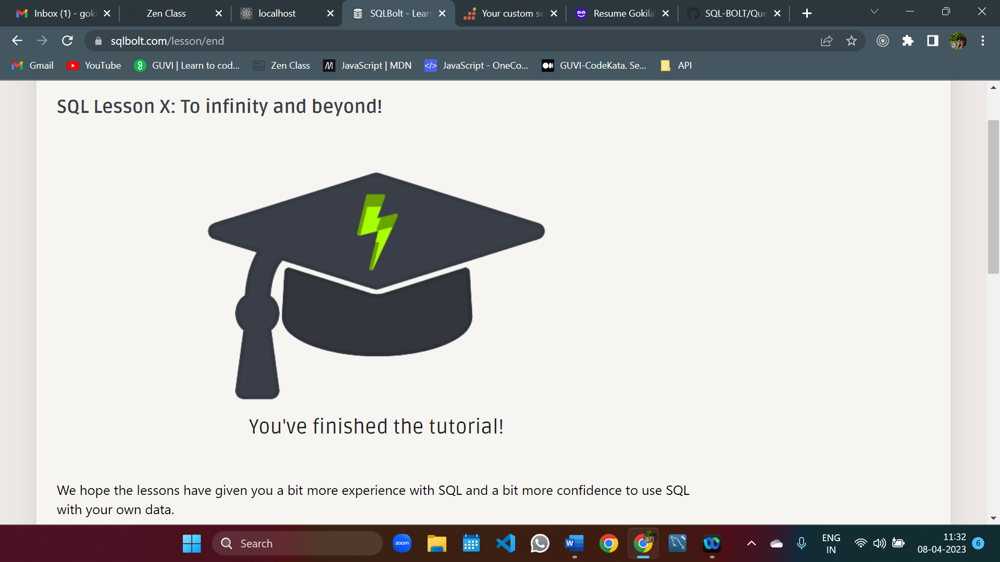 Inbox (1) - goki
Zen Class
localhost
SQLBolt - Lear
Your custom se
Resume Gokila
SQL-BOLT/Que
sqlbolt.com/lesson/end
Gmail
YouTube
GUVI | Learn to cod...
Zen Class
JavaScript | MDN
JavaScript - OneCo...
GUVI-CodeKata. Se...
API
SQL Lesson X: To infinity and beyond!
You've finished the tutorial!
We hope the lessons have given you a bit more experience with SQL and a bit more confidence to use SQL
with your own data.
Search
zoom
ENG
IN
11:32
08-04-2023
6